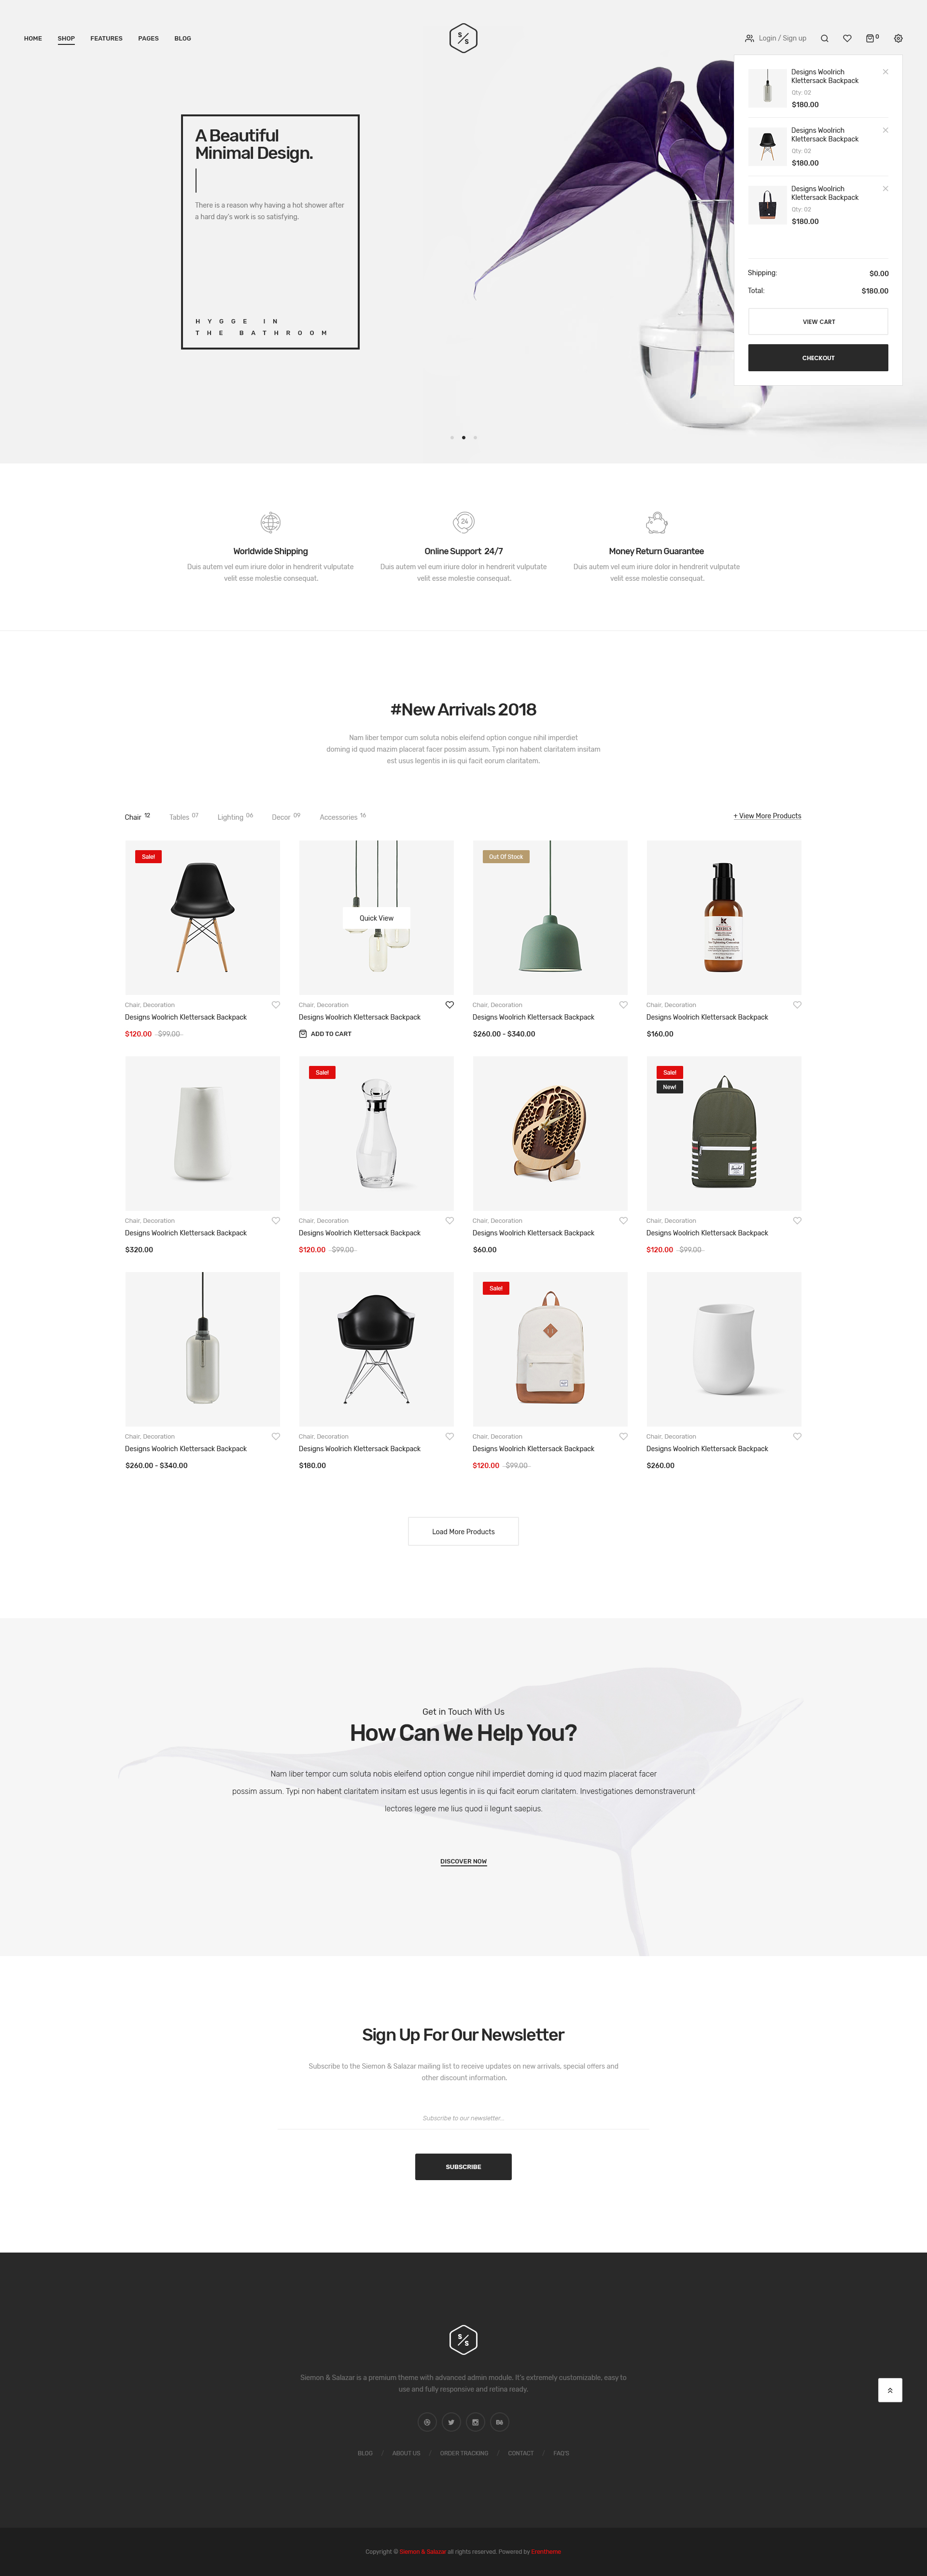 HOME SHOP FEATURES PAGES BLOG
S/S
Login / Sign up
0
Designs Woolrich
Klettersack Backpack
Qty: 02
$180.00
Designs Woolrich
Klettersack Backpack
Qty: 02
$180.00
Designs Woolrich
Klettersack Backpack
Qty: 02
$180.00
Shipping: $0.00
Total: $180.00
VIEW CART
CHECKOUT
A Beautiful
Minimal Design.
There is a reason why having a hot shower after
a hard day's work is so satisfying.
HYGGE IN
THE BATHROOM
24
Worldwide Shipping
Duis autem vel eum iriure dolor in hendrerit vulputate
velit esse molestie consequat.
Online Support 24/7
Duis autem vel eum iriure dolor in hendrerit vulputate
velit esse molestie consequat.
Money Return Guarantee
Duis autem vel eum iriure dolor in hendrerit vulputate
velit esse molestie consequat.
#New Arrivals 2018
Nam liber tempor cum soluta nobis eleifend option congue nihil imperdiet
doming id quod mazim placerat facer possim assum. Typi non habent claritatem insitam
est usus legentis in iis qui facit eorum claritatem.
Chair 12 Tables 07 Lighting 06 Decor 09 Accessories 16
+ View More Products
Sale!
Quick View
Out Of Stock
KIEHL'S
Chair, Decoration
Designs Woolrich Klettersack Backpack
$120.00 $99.00
Chair, Decoration
Designs Woolrich Klettersack Backpack
ADD TO CART
Chair, Decoration
Designs Woolrich Klettersack Backpack
$260.00 - $340.00
Chair, Decoration
Designs Woolrich Klettersack Backpack
$160.00
Sale!
Sale!
New!
Chair, Decoration
Designs Woolrich Klettersack Backpack
$320.00
Chair, Decoration
Designs Woolrich Klettersack Backpack
$120.00 $99.00
Chair, Decoration
Designs Woolrich Klettersack Backpack
$60.00
Chair, Decoration
Designs Woolrich Klettersack Backpack
$120.00 $99.00
Sale!
Chair, Decoration
Designs Woolrich Klettersack Backpack
$260.00 - $340.00
Chair, Decoration
Designs Woolrich Klettersack Backpack
$180.00
Chair, Decoration
Designs Woolrich Klettersack Backpack
$120.00 $99.00
Chair, Decoration
Designs Woolrich Klettersack Backpack
$260.00
Load More Products
Get in Touch With Us
How Can We Help You?
Nam liber tempor cum soluta nobis eleifend option congue nihil imperdiet doming id quod mazim placerat facer
possim assum. Typi non habent claritatem insitam est usus legentis in iis qui facit eorum claritatem. Investigationes demonstraverunt
lectores legere me lius quod ii legunt saepius.
DISCOVER NOW
Sign Up For Our Newsletter
Subscribe to the Siemon & Salazar mailing list to receive updates on new arrivals, special offers and
other discount information.
Subscribe to our newsletter...
SUBSCRIBE
S/S
Siemon & Salazar is a premium theme with advanced admin module. It's extremely customizable, easy to
use and fully responsive and retina ready.
Bē
BLOG / ABOUT US / ORDER TRACKING / CONTACT / FAQ'S
Copyright © Siemon & Salazar all rights reserved. Powered by Enentheme